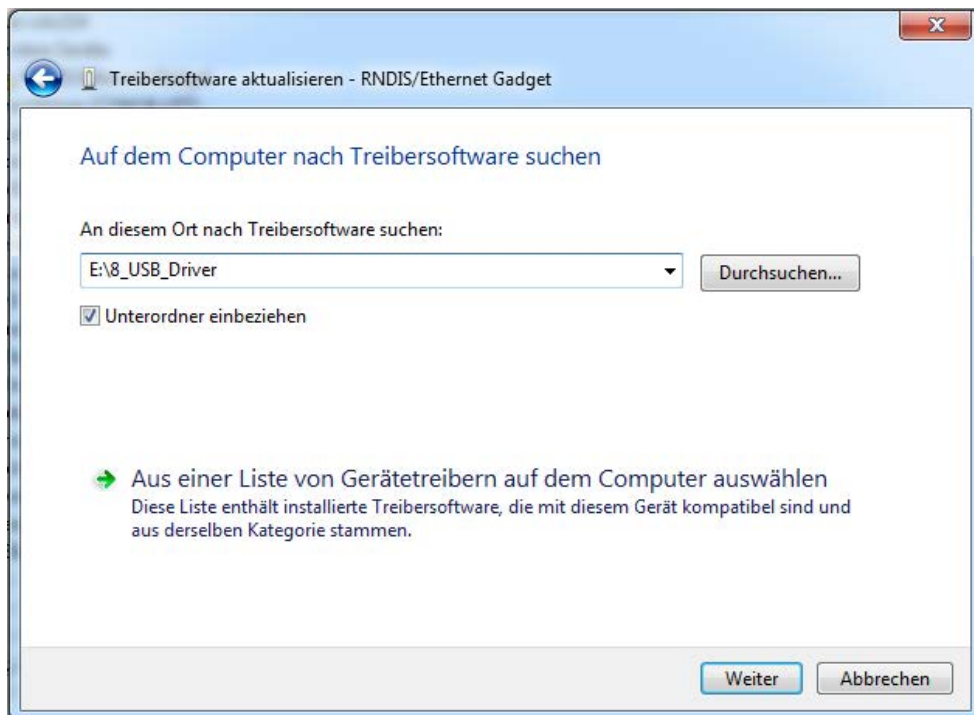 Treibersoftware aktualisieren - RNDIS/Ethernet Gadget
Auf dem Computer nach Treibersoftware suchen
An diesem Ort nach Treibersoftware suchen:
E:\8_USB_Driver
Durchsuchen...
Unterordner einbeziehen
Aus einer Liste von Gerätetreibern auf dem Computer auswählen
Diese Liste enthält installierte Treibersoftware, die mit diesem Gerät kompatibel sind und
aus derselben Kategorie stammen.
Weiter
Abbrechen